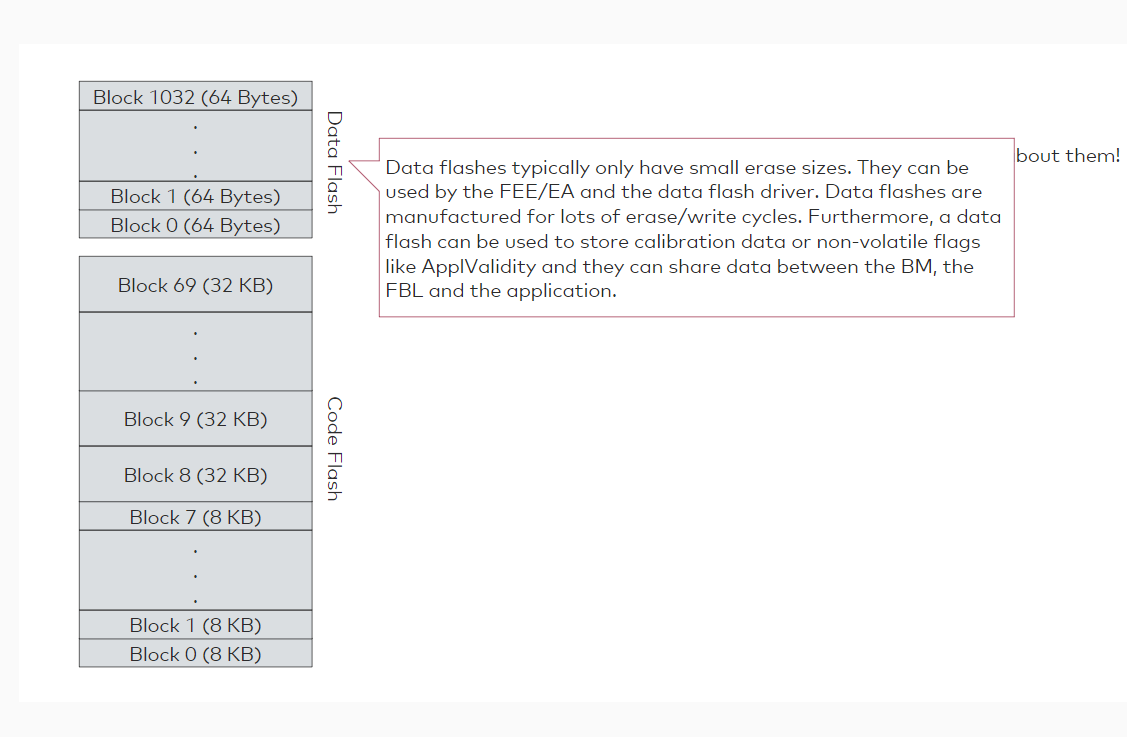 Block 1032 (64 Bytes)
.
.
.
Block 1 (64 Bytes)
Block 0 (64 Bytes)
Data Flash
Data flashes typically only have small erase sizes. They can be
used by the FEE/EA and the data flash driver. Data flashes are
manufactured for lots of erase/write cycles. Furthermore, a data
flash can be used to store calibration data or non-volatile flags
like ApplValidity and they can share data between the BM, the
FBL and the application.
bout them!
Block 69 (32 KB)
.
.
.
Block 9 (32 KB)
Block 8 (32 KB)
Block 7 (8 KB)
.
.
.
Block 1 (8 KB)
Block 0 (8 KB)
Code Flash